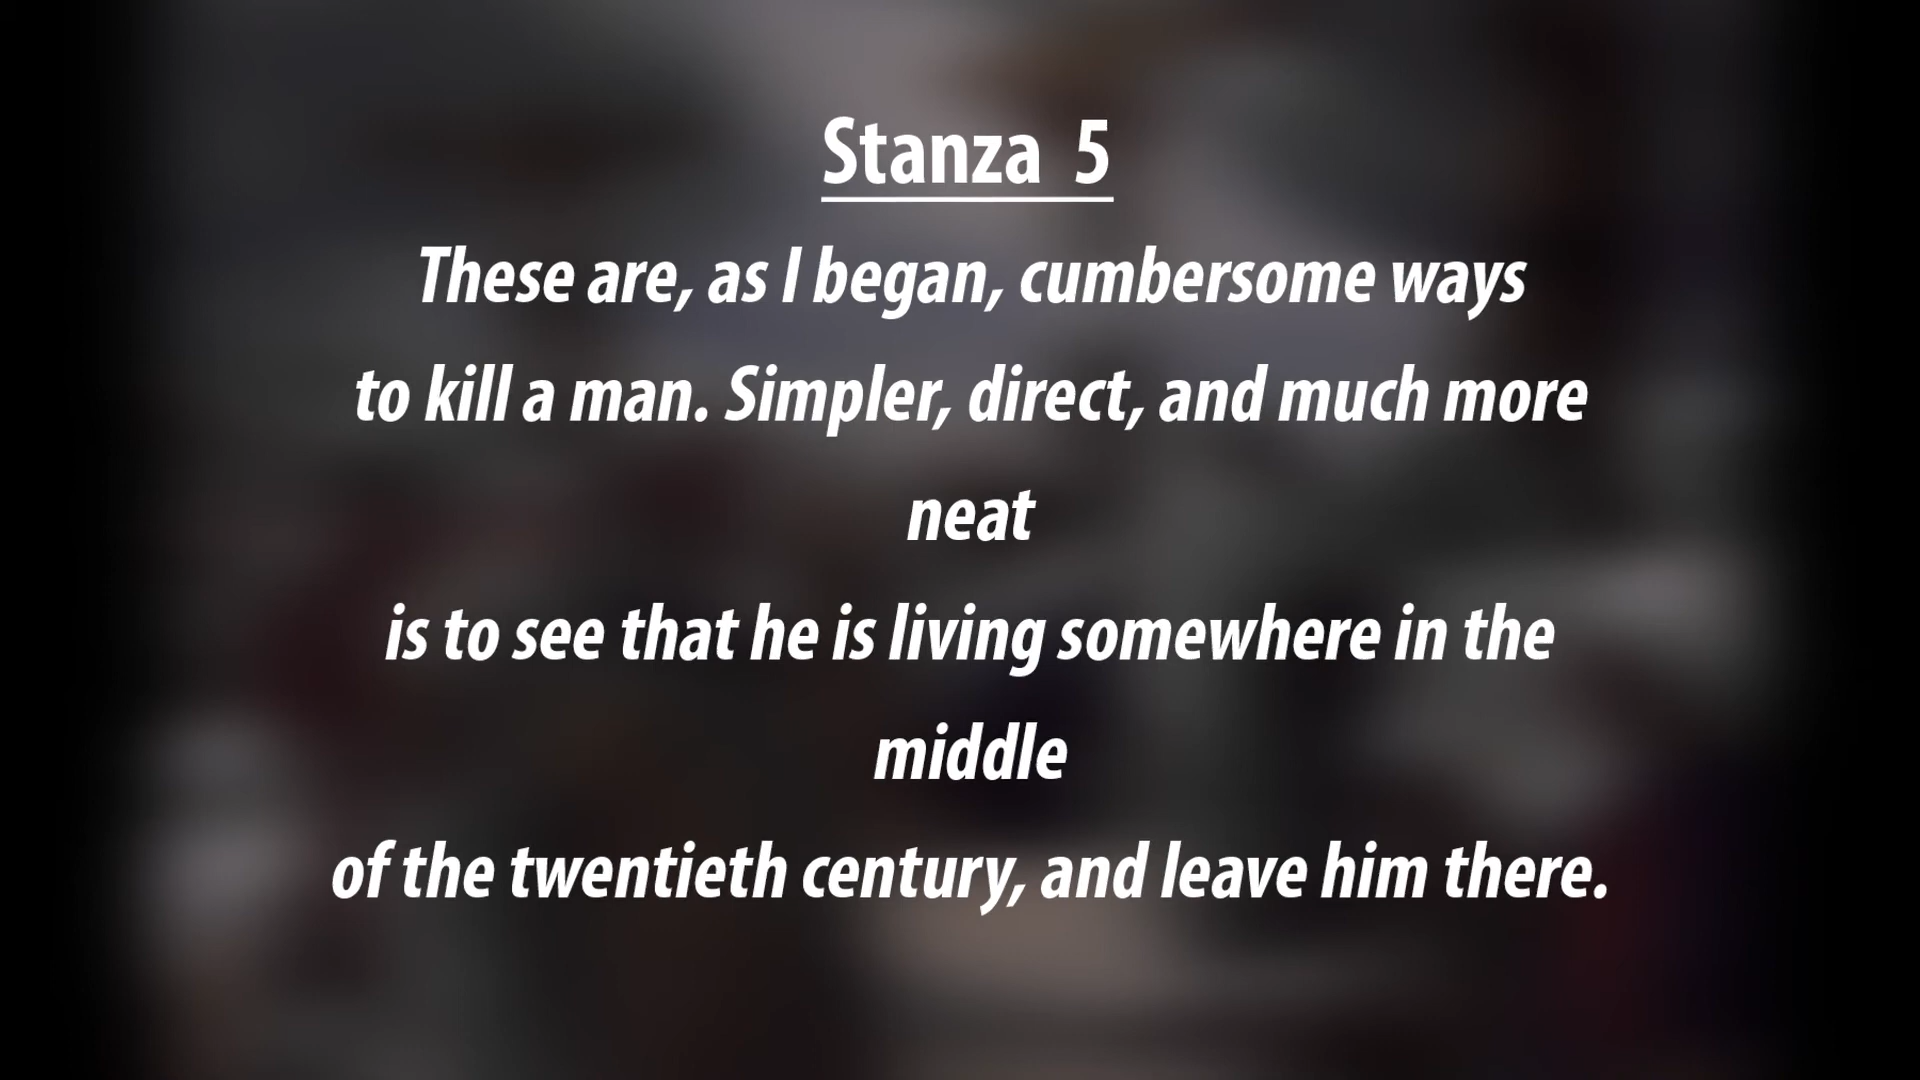 Stanza 5
These are, as I began, cumbersome ways
to kill a man. Simpler, direct, and much more
neat
is to see that he is living somewhere in the
middle
of the twentieth century, and leave him there.